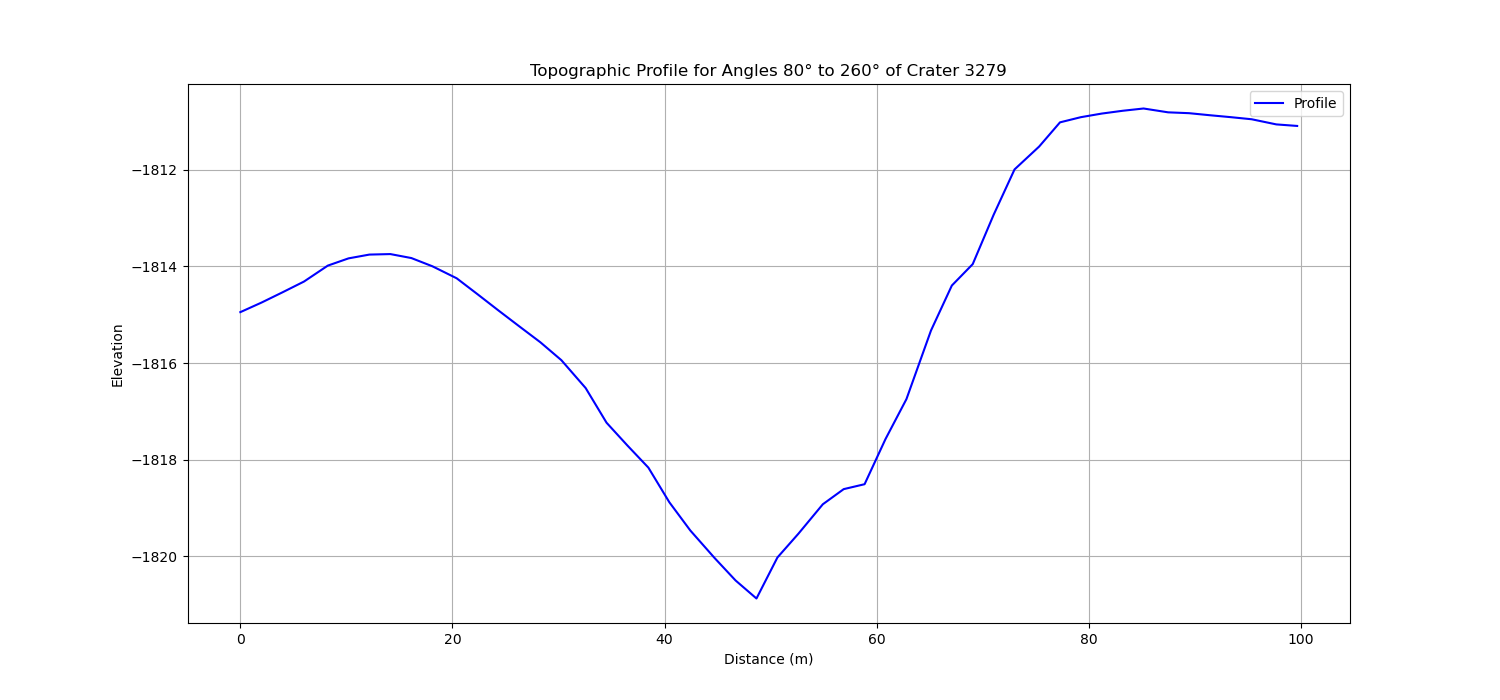 Topographic Profile for Angles 80° to 260° of Crater 3279
Profile
−1812
−1814
−1816
−1818
−1820
Elevation
0 20 40 60 80 100
Distance (m)